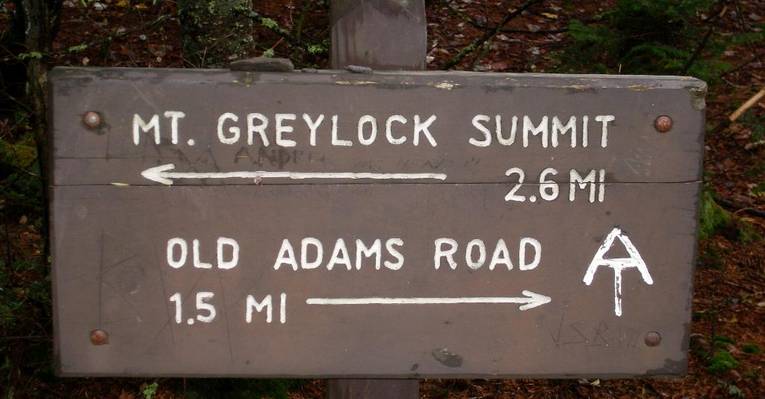 MT. GREYLOCK SUMMIT
2.6 MI
OLD ADAMS ROAD
1.5 MI